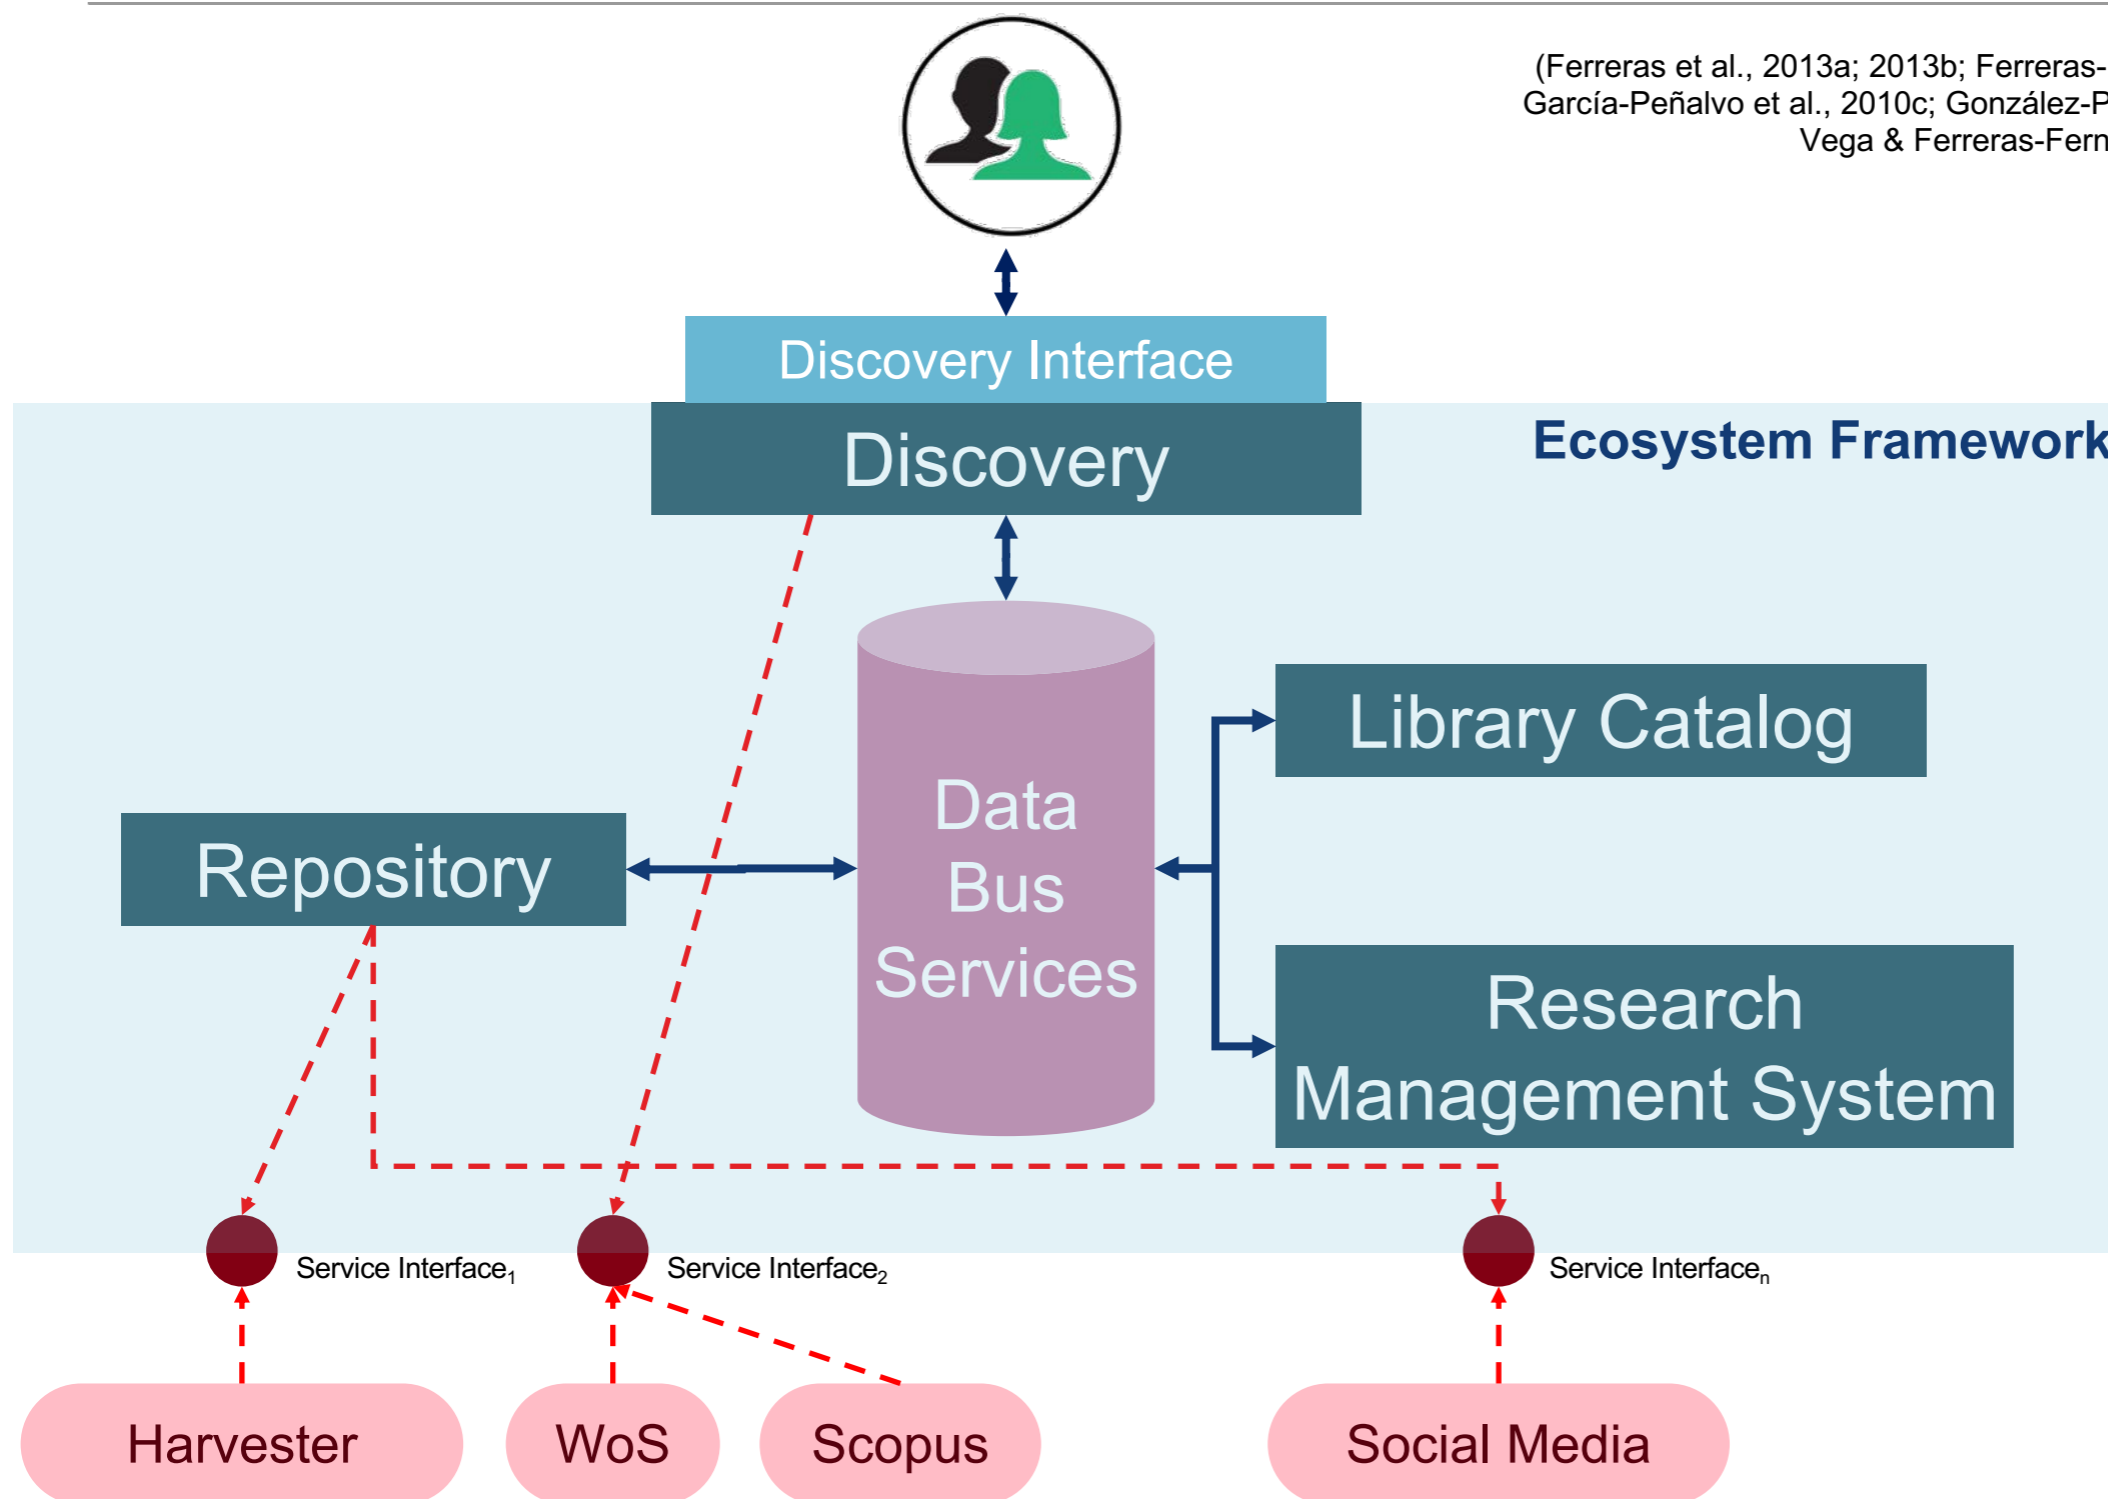 (Ferreras et al., 2013a; 2013b; Ferreras-
García-Peñalvo et al., 2010c; González-P
Vega & Ferreras-Fern
Discovery Interface
Discovery
Ecosystem Framework
Library Catalog
Data
Bus
Services
Repository
Research
Management System
Service Interface1
Service Interface2
Service Interfacen
Harvester
WoS
Scopus
Social Media